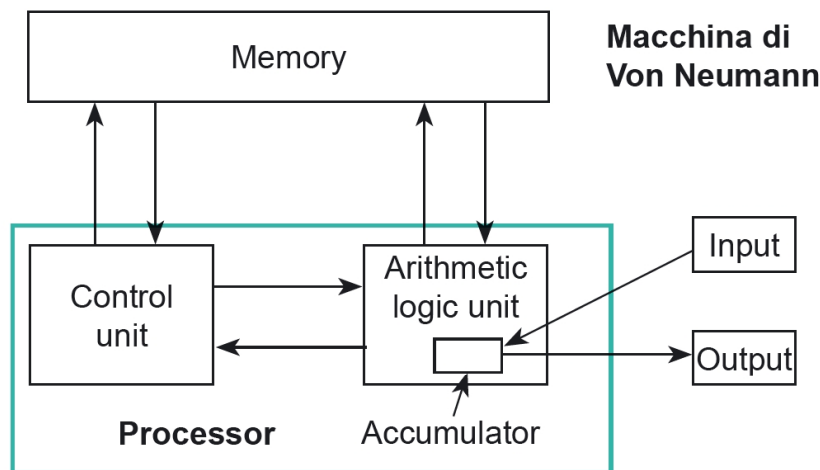 Memory
Macchina di
Von Neumann
Control
unit
Arithmetic
logic unit
Input
Output
Processor
Accumulator